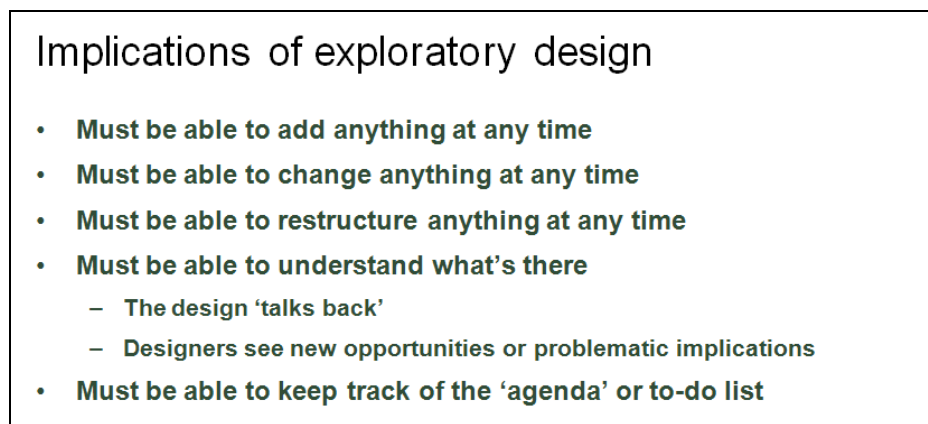 Implications of exploratory design
• Must be able to add anything at any time
• Must be able to change anything at any time
• Must be able to restructure anything at any time
• Must be able to understand what’s there
– The design ‘talks back’
– Designers see new opportunities or problematic implications
• Must be able to keep track of the ‘agenda’ or to-do list